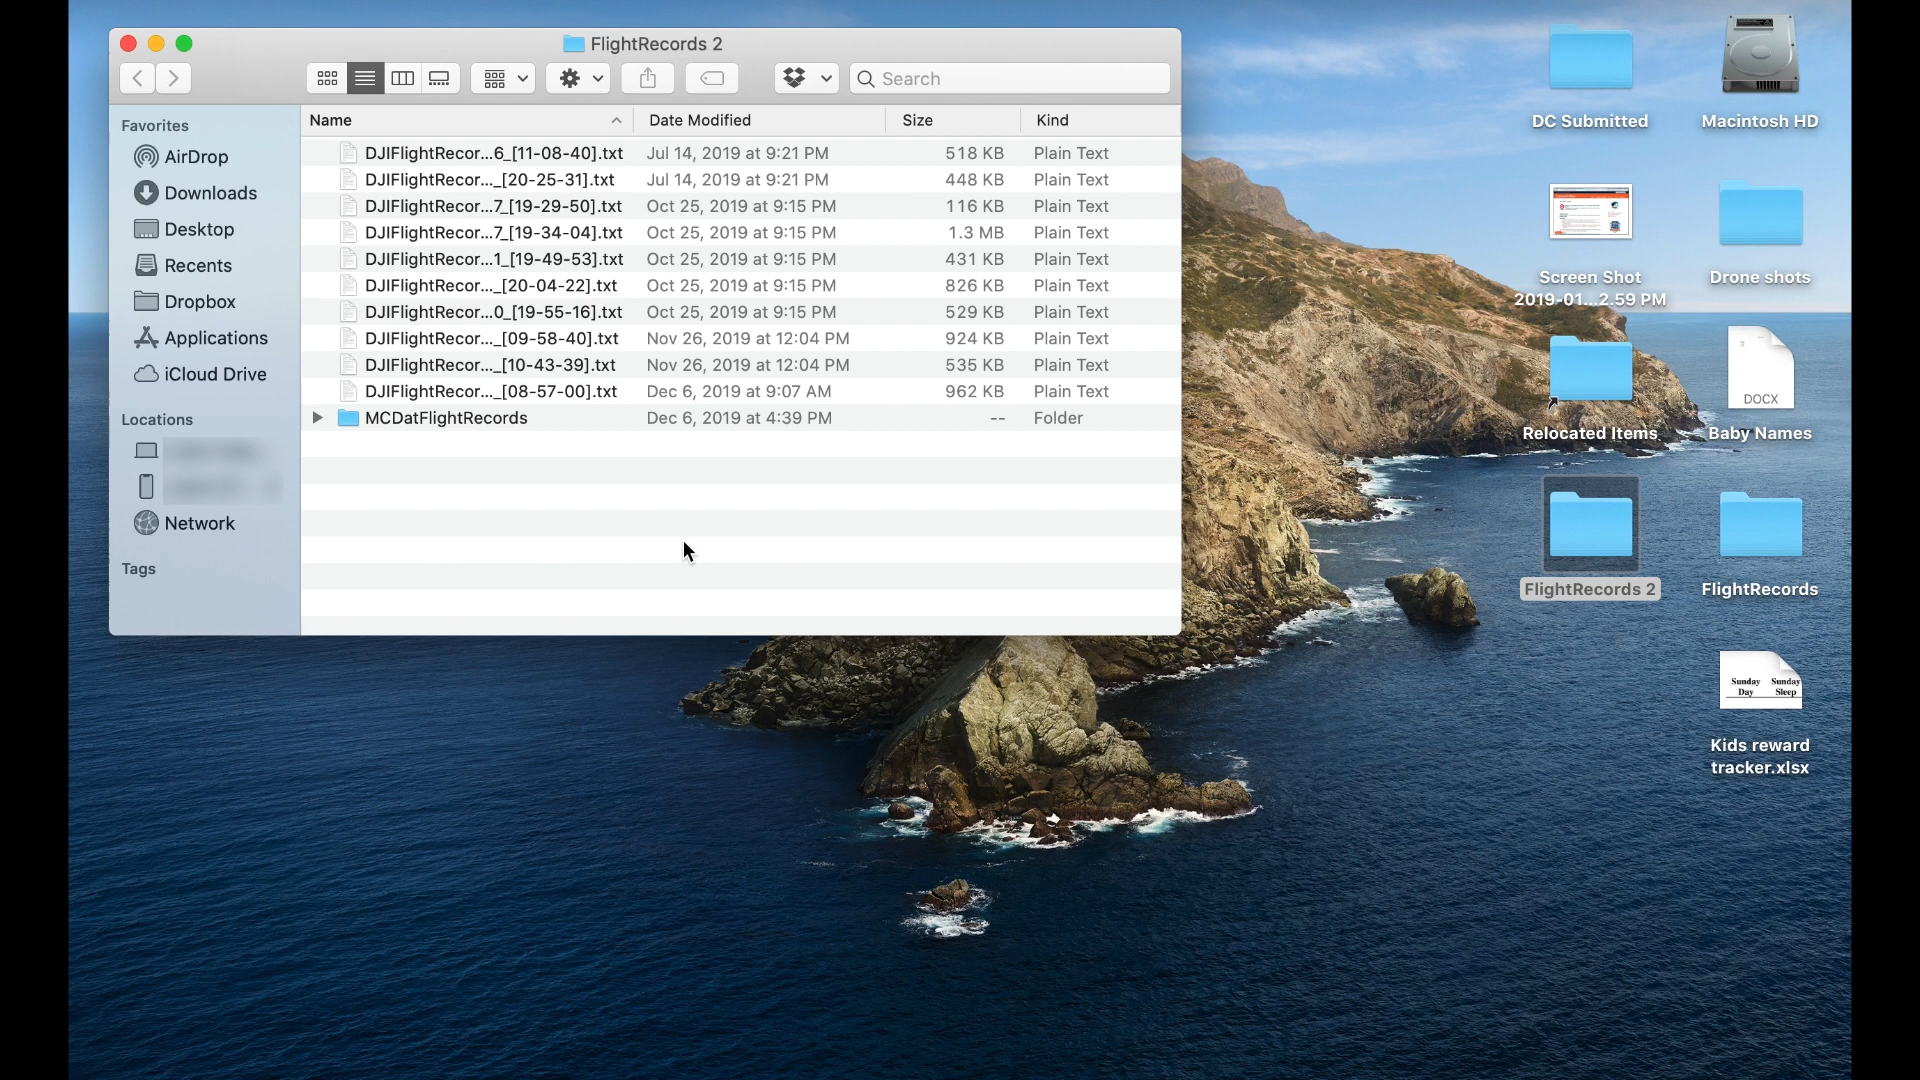 FlightRecords 2
Search
Name Date Modified Size Kind
Favorites
AirDrop
Downloads
Desktop
Recents
Dropbox
Applications
iCloud Drive
Locations
Network
Tags
DJIFlightRecor...6_[11-08-40].txt Jul 14, 2019 at 9:21 PM 518 KB Plain Text
DJIFlightRecor..._[20-25-31].txt Jul 14, 2019 at 9:21 PM 448 KB Plain Text
DJIFlightRecor...7_[19-29-50].txt Oct 25, 2019 at 9:15 PM 116 KB Plain Text
DJIFlightRecor...7_[19-34-04].txt Oct 25, 2019 at 9:15 PM 1.3 MB Plain Text
DJIFlightRecor...1_[19-49-53].txt Oct 25, 2019 at 9:15 PM 431 KB Plain Text
DJIFlightRecor..._[20-04-22].txt Oct 25, 2019 at 9:15 PM 826 KB Plain Text
DJIFlightRecor...0_[19-55-16].txt Oct 25, 2019 at 9:15 PM 529 KB Plain Text
DJIFlightRecor..._[09-58-40].txt Nov 26, 2019 at 12:04 PM 924 KB Plain Text
DJIFlightRecor..._[10-43-39].txt Nov 26, 2019 at 12:04 PM 535 KB Plain Text
DJIFlightRecor..._[08-57-00].txt Dec 6, 2019 at 9:07 AM 962 KB Plain Text
MCDatFlightRecords Dec 6, 2019 at 4:39 PM -- Folder
DC Submitted
Macintosh HD
Screen Shot
2019-01...2.59 PM
Drone shots
Relocated Items
DOCX
Baby Names
FlightRecords 2
FlightRecords
Sunday Sunday
Day Sleep
Kids reward
tracker.xlsx